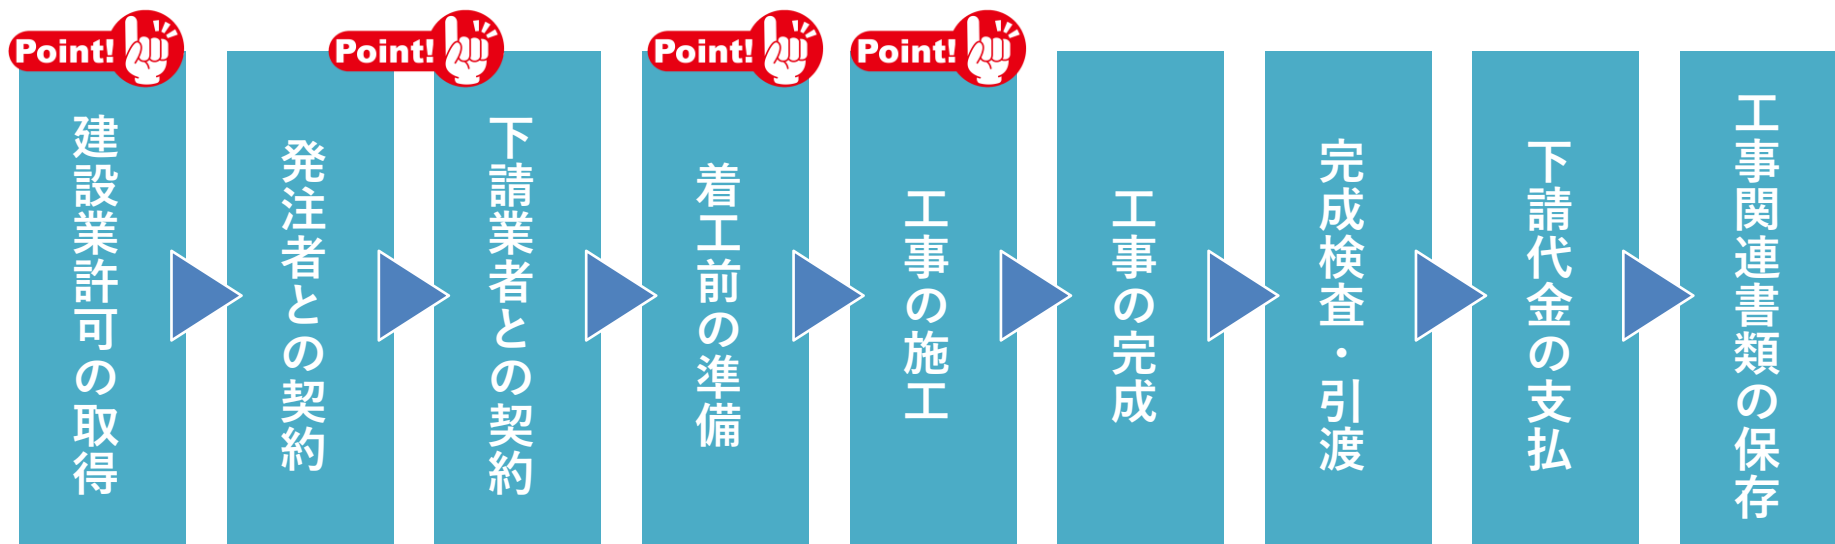 Point!
建設業許可の取得
発注者との契約
Point!
下請業者との契約
Point!
着工前の準備
Point!
工事の施工
工事の完成
完成検査・引渡
下請代金の支払
工事関連書類の保存